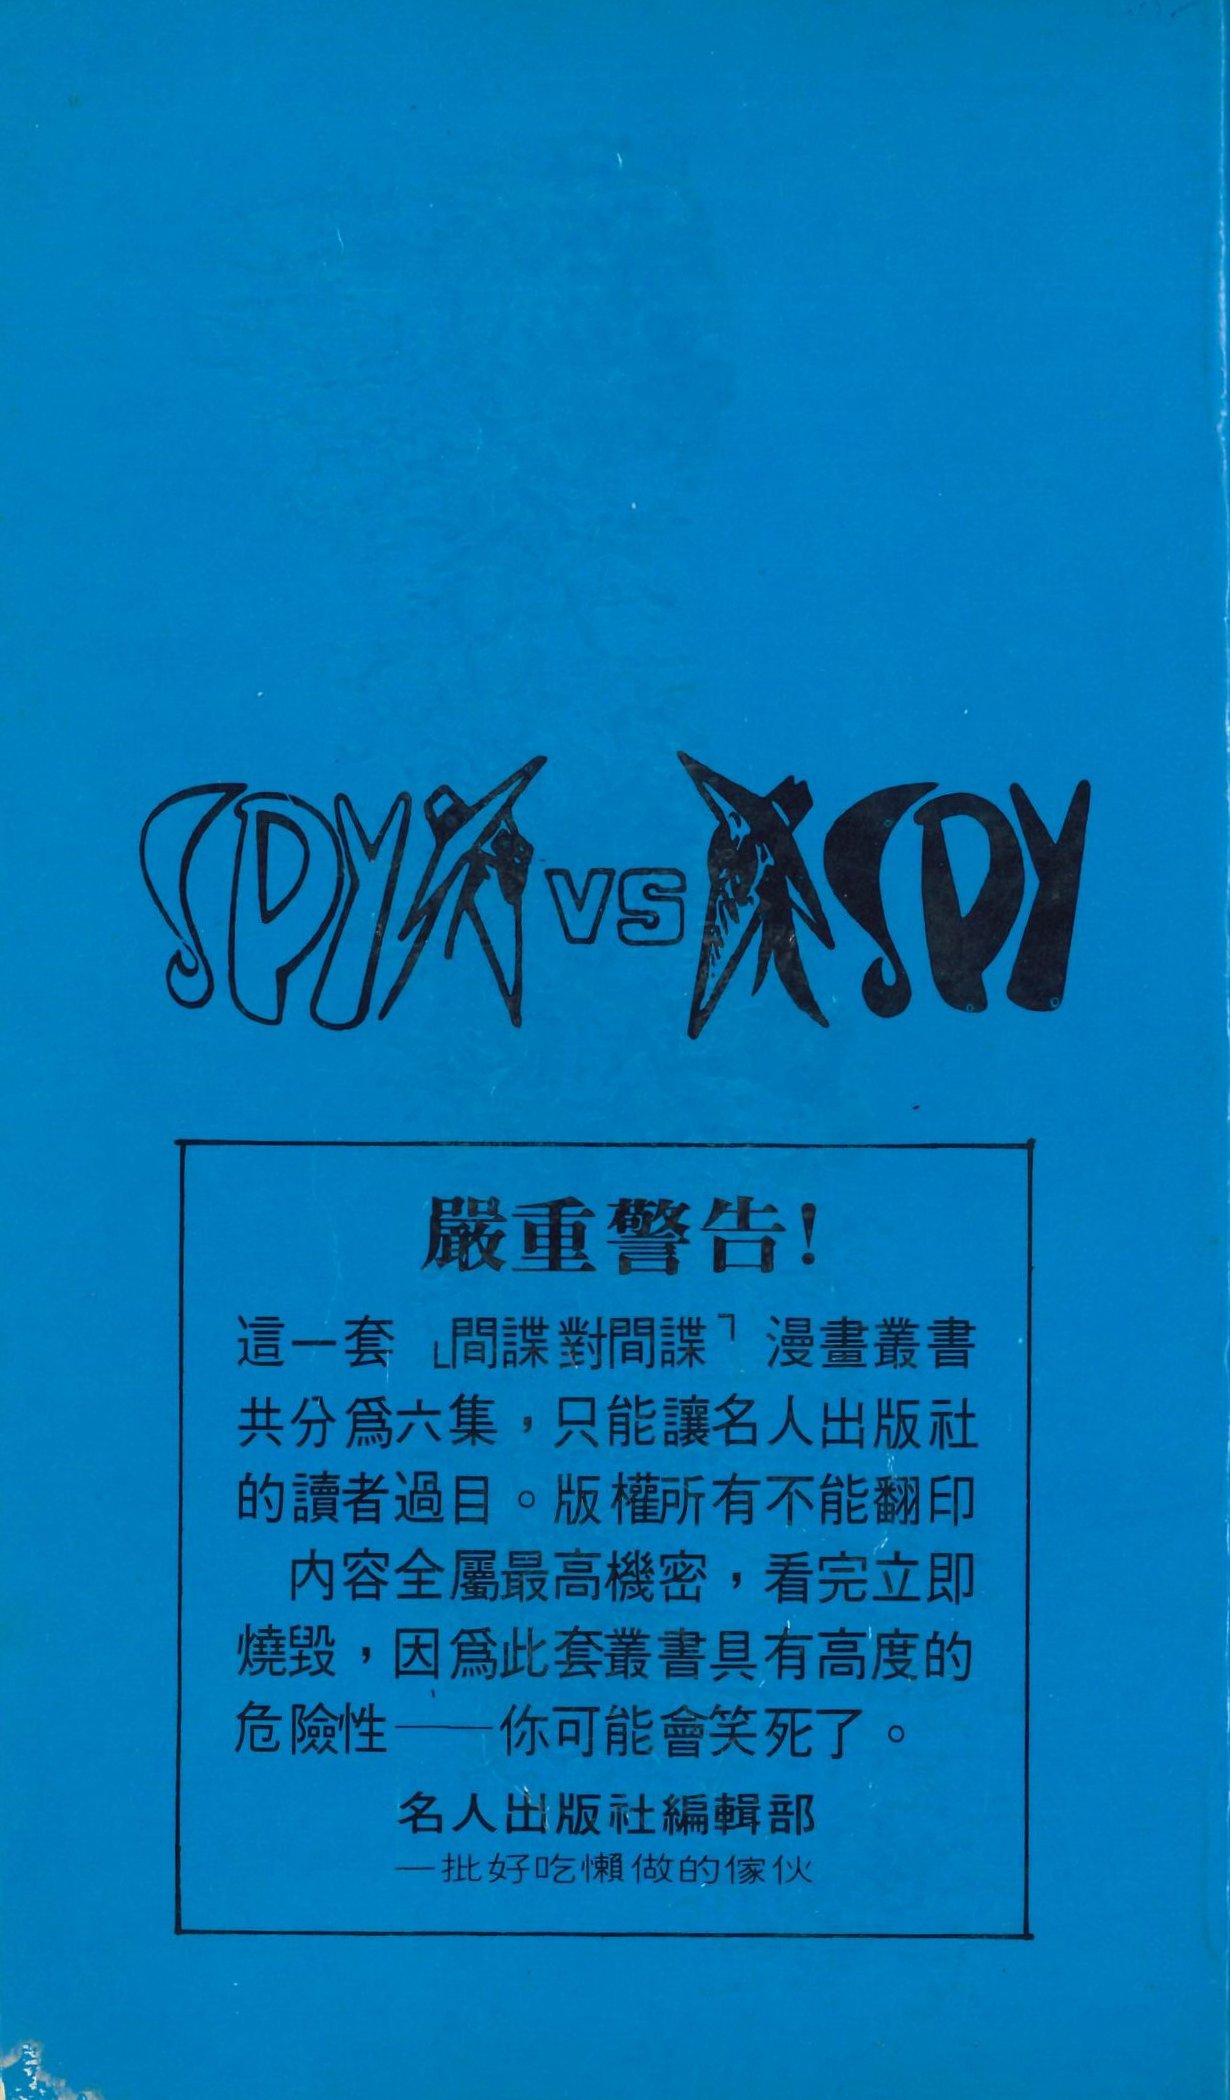 SPY VS SPY
嚴重警告!
這一套「間諜對間諜」漫畫叢書
共分爲六集，只能讓名人出版社
的讀者過目。版權所有不能翻印
內容全屬最高機密，看完立即
燒毀，因爲此套叢書具有高度的
危險性——你可能會笑死了。
名人出版社編輯部
一批好吃懶做的傢伙